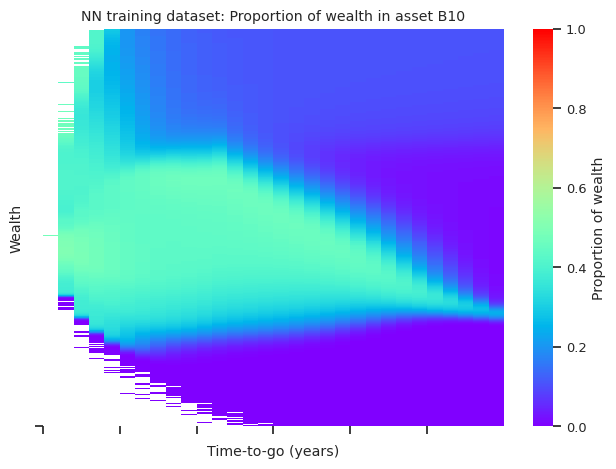 NN training dataset: Proportion of wealth in asset B10
Wealth
Time-to-go (years)
1.0
0.8
0.6
0.4
0.2
0.0
Proportion of wealth